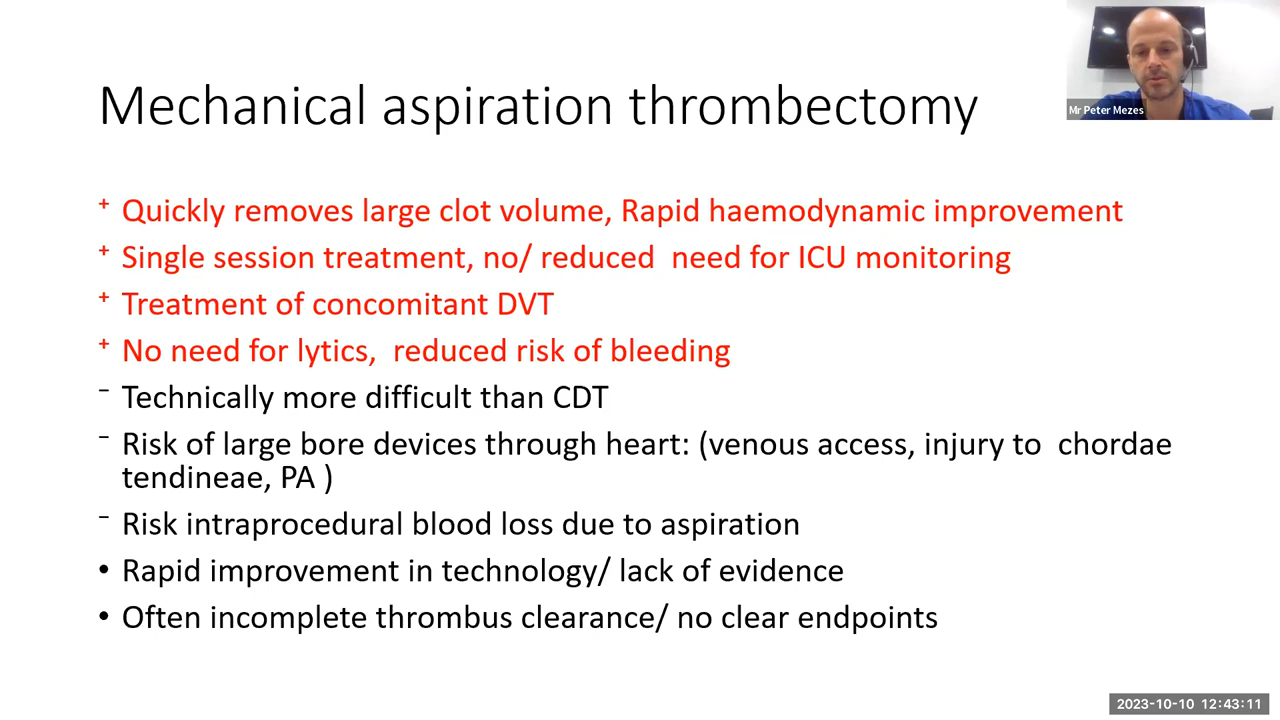 Mechanical aspiration thrombectomy
Mr Peter Mezes
+ Quickly removes large clot volume, Rapid haemodynamic improvement
+ Single session treatment, no/ reduced  need for ICU monitoring
+ Treatment of concomitant DVT
+ No need for lytics,  reduced risk of bleeding
− Technically more difficult than CDT
− Risk of large bore devices through heart: (venous access, injury to  chordae
tendineae, PA )
− Risk intraprocedural blood loss due to aspiration
• Rapid improvement in technology/ lack of evidence
• Often incomplete thrombus clearance/ no clear endpoints
2023-10-10 12:43:11